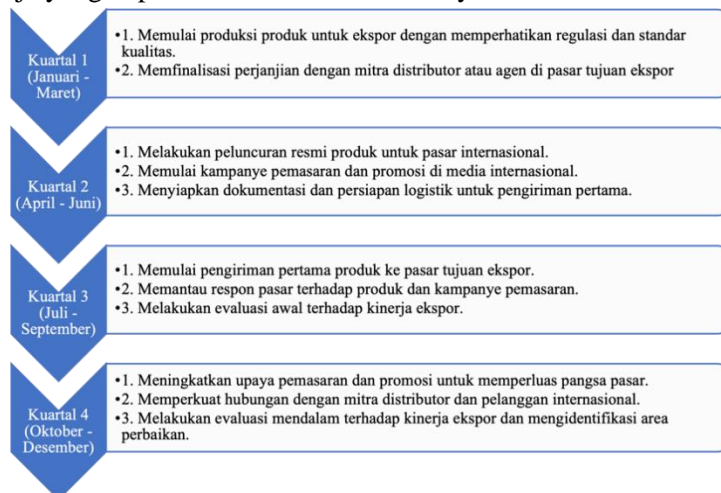 Kuartal 1
(Januari -
Maret)
•1. Memulai produksi produk untuk ekspor dengan memperhatikan regulasi dan standar
kualitas.
•2. Memfinalisasi perjanjian dengan mitra distributor atau agen di pasar tujuan ekspor
Kuartal 2
(April - Juni)
•1. Melakukan peluncuran resmi produk untuk pasar internasional.
•2. Memulai kampanye pemasaran dan promosi di media internasional.
•3. Menyiapkan dokumentasi dan persiapan logistik untuk pengiriman pertama.
Kuartal 3
(Juli -
September)
•1. Memulai pengiriman pertama produk ke pasar tujuan ekspor.
•2. Memantau respon pasar terhadap produk dan kampanye pemasaran.
•3. Melakukan evaluasi awal terhadap kinerja ekspor.
Kuartal 4
(Oktober -
Desember)
•1. Meningkatkan upaya pemasaran dan promosi untuk memperluas pangsa pasar.
•2. Memperkuat hubungan dengan mitra distributor dan pelanggan internasional.
•3. Melakukan evaluasi mendalam terhadap kinerja ekspor dan mengidentifikasi area
perbaikan.